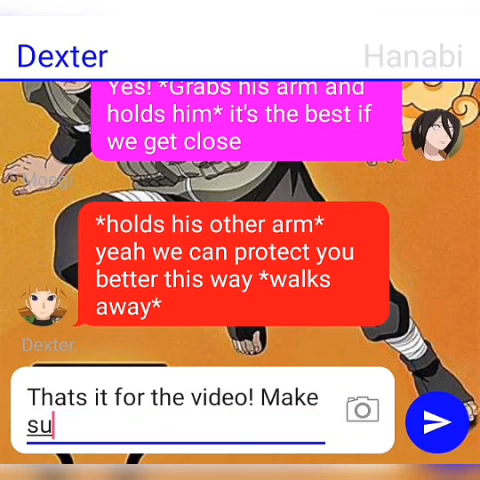 Dexter
Hanabi
Yes! *Grabs his arm and
holds him* it's the best if
we get close
Moegi
*holds his other arm*
yeah we can protect you
better this way *walks
away*
Dexter
Thats it for the video! Make
su